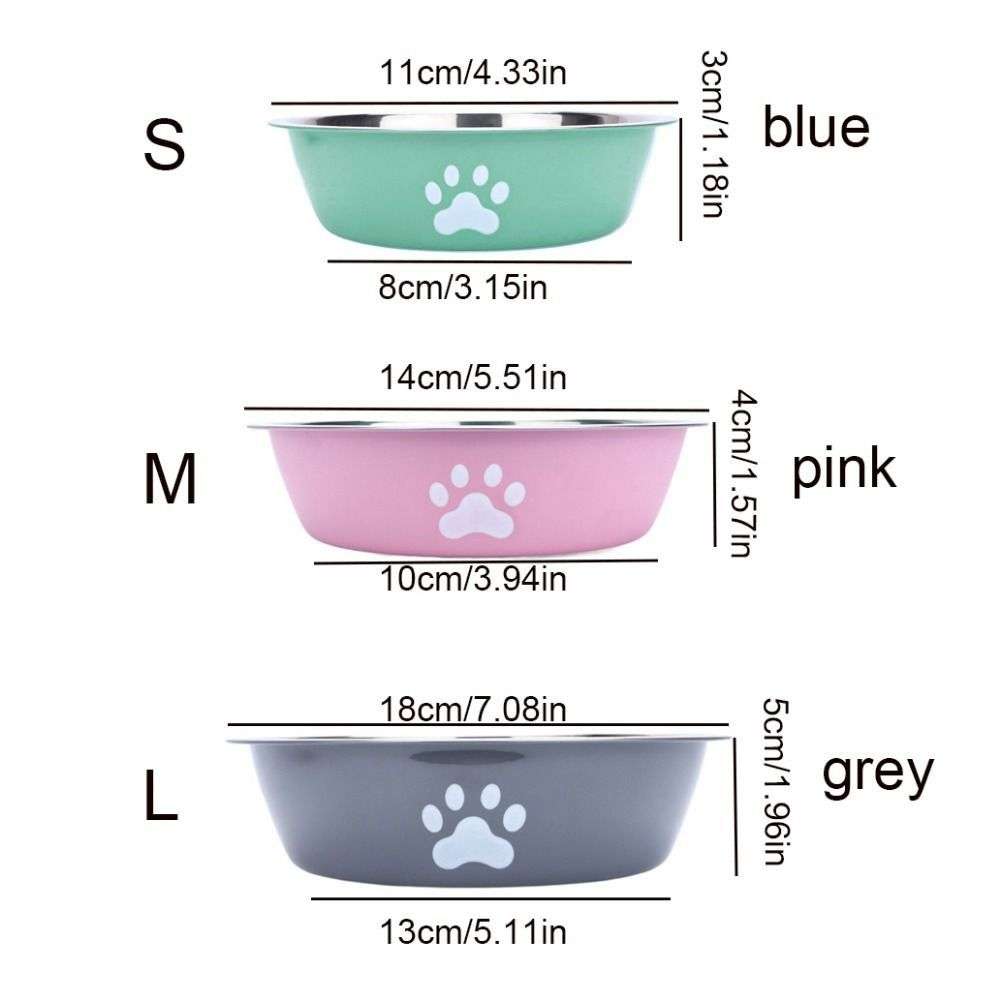 11cm/4.33in
3cm/1.18in
S
blue
8cm/3.15in
14cm/5.51in
4cm/1.57in
M
pink
10cm/3.94in
18cm/7.08in
5cm/1.96in
L
grey
13cm/5.11in